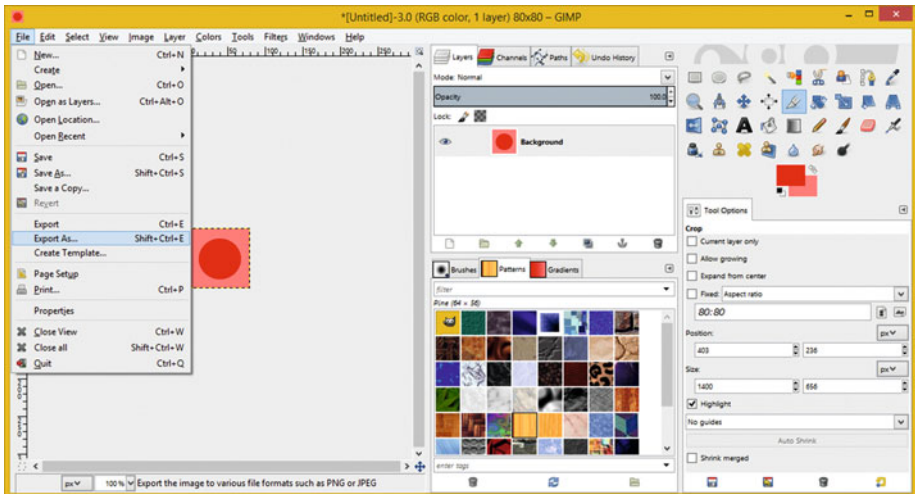 *[Untitled]-3.0 (RGB color, 1 layer) 80x80 – GIMP
File Edit Select View Image Layer Colors Tools Filters Windows Help
New... Ctrl+N
Create
Open... Ctrl+O
Open as Layers... Ctrl+Alt+O
Open Location...
Open Recent
Save Ctrl+S
Save As... Shift+Ctrl+S
Save a Copy...
Revert
Export Ctrl+E
Export As... Shift+Ctrl+E
Create Template...
Page Setup
Print... Ctrl+P
Properties
Close View Ctrl+W
Close all Shift+Ctrl+W
Quit Ctrl+Q
px 100 % Export the image to various file formats such as PNG or JPEG
Layers Channels Paths Undo History
Mode: Normal
Opacity 100.0
Lock:
Background
Brushes Patterns Gradients
filter
Pine (64 × 56)
enter tags
Tool Options
Crop
Current layer only
Allow growing
Expand from center
Fixed: Aspect ratio
80:80
Position: px
403 236
Size: px
1400 656
Highlight
No guides
Auto Shrink
Shrink merged